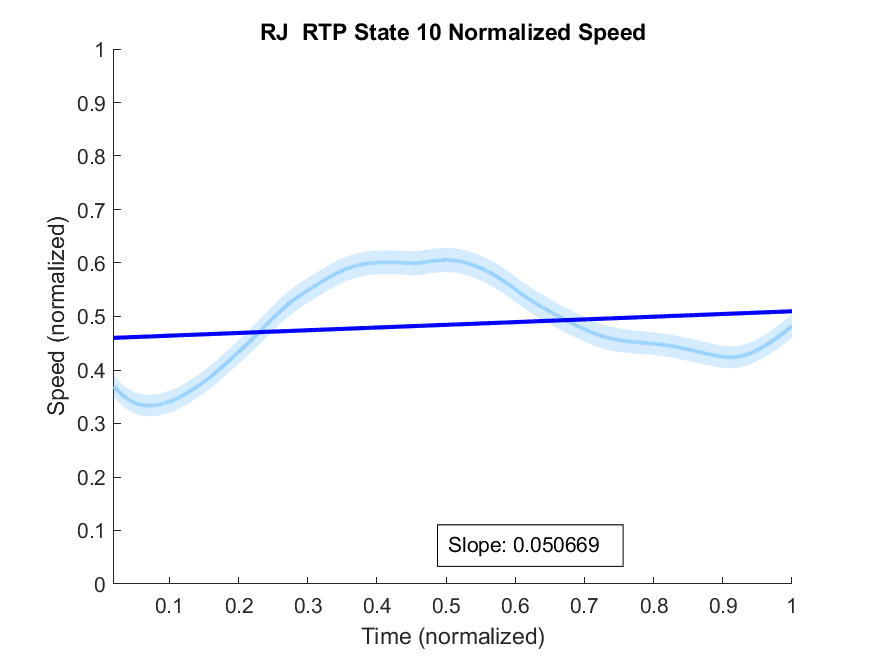 RJ  RTP State 10 Normalized Speed
1
0.9
0.8
0.7
0.6
0.5
0.4
0.3
0.2
0.1
0
Speed (normalized)
Slope: 0.050669
0.1 0.2 0.3 0.4 0.5 0.6 0.7 0.8 0.9 1
Time (normalized)